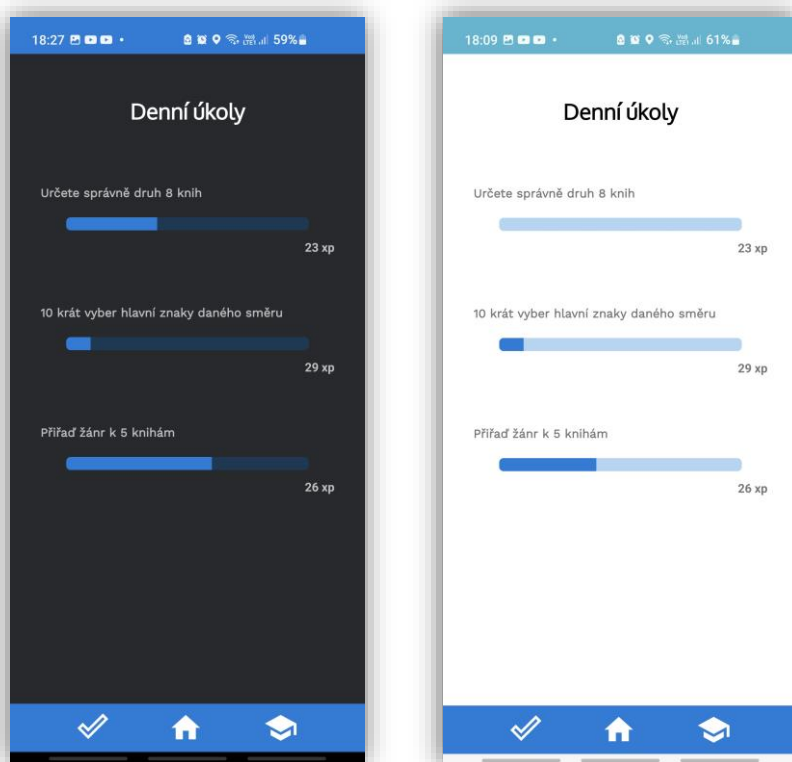 18:27
59%
Denní úkoly
Určete správně druh 8 knih
23 xp
10 krát vyber hlavní znaky daného směru
29 xp
Přiřaď žánr k 5 knihám
26 xp
18:09
61%
Denní úkoly
Určete správně druh 8 knih
23 xp
10 krát vyber hlavní znaky daného směru
29 xp
Přiřaď žánr k 5 knihám
26 xp